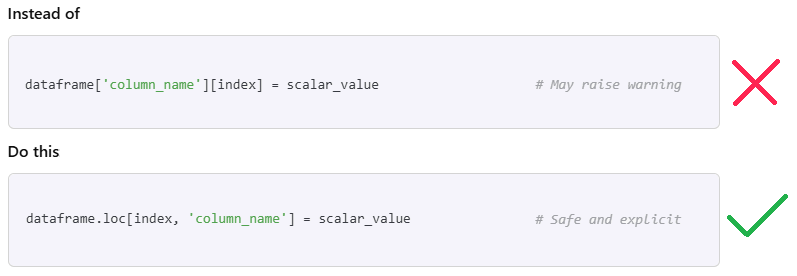 Instead of
dataframe['column_name'][index] = scalar_value # May raise warning
Do this
dataframe.loc[index, 'column_name'] = scalar_value # Safe and explicit